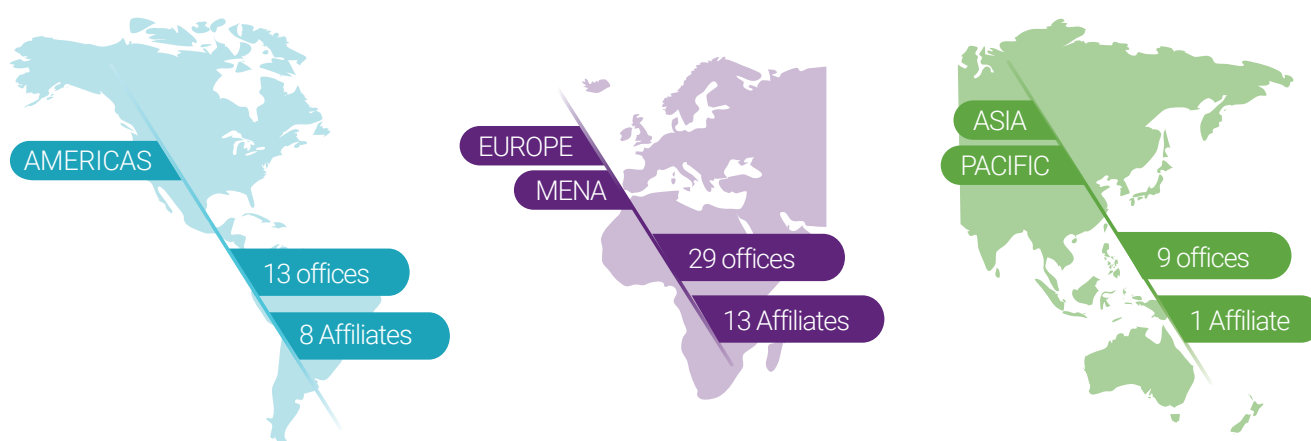 AMERICAS
13 offices
8 Affiliates
EUROPE
MENA
29 offices
13 Affiliates
ASIA
PACIFIC
9 offices
1 Affiliate